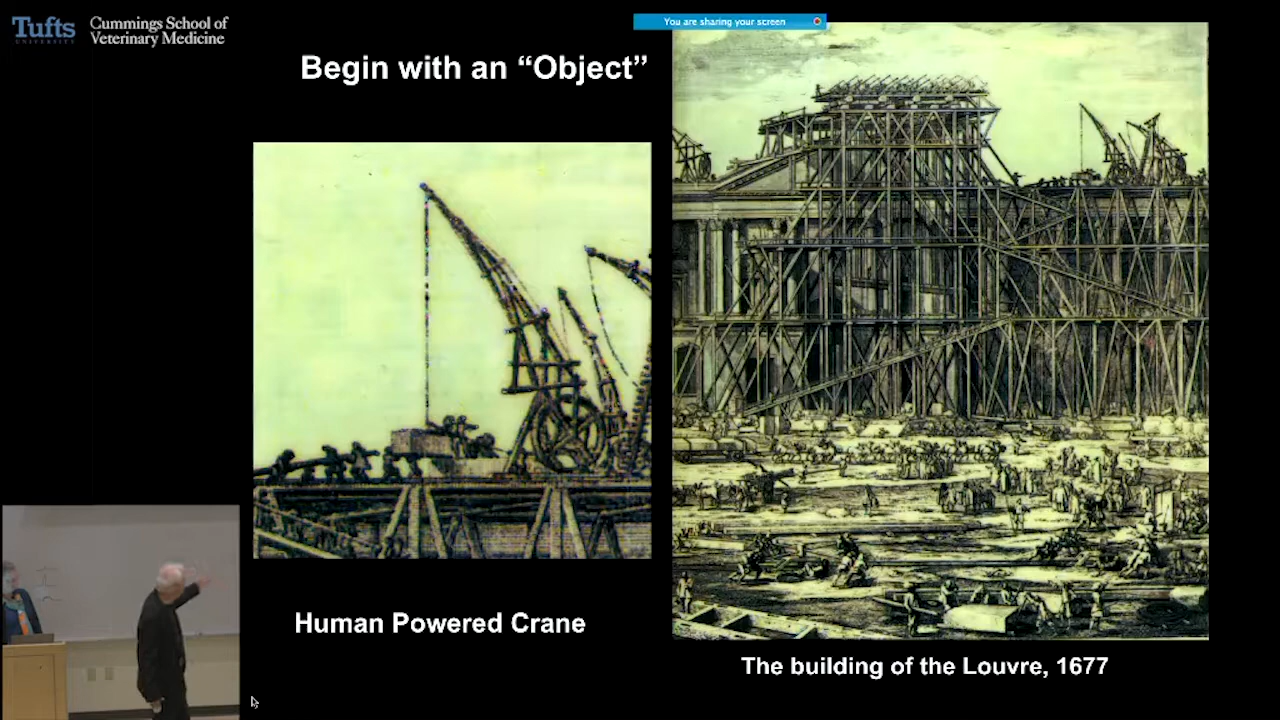 Tufts
UNIVERSITY
Cummings School of
Veterinary Medicine
You are sharing your screen
Begin with an “Object”
Human Powered Crane
The building of the Louvre, 1677